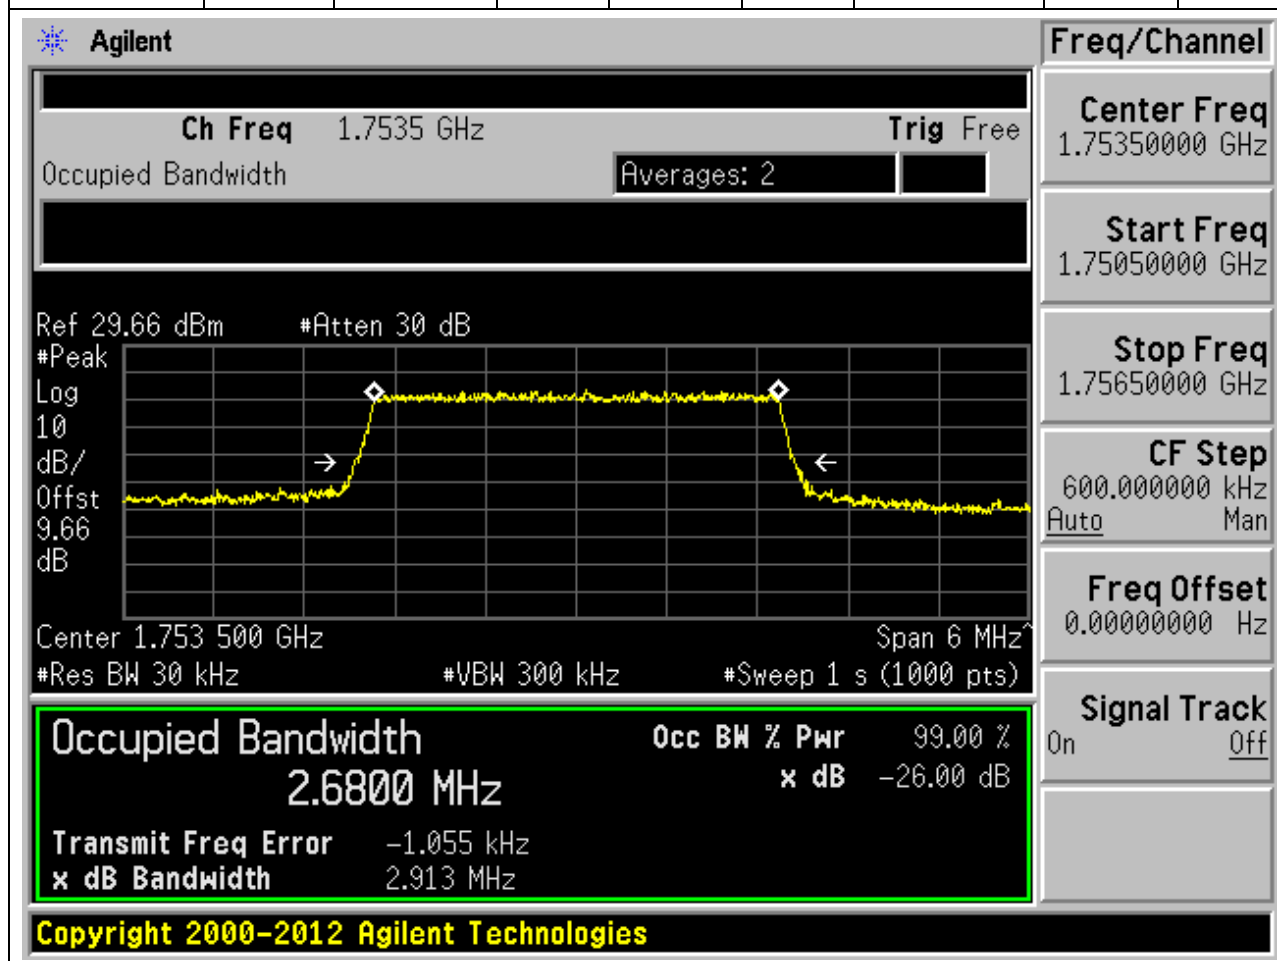 Agilent
Freq/Channel
Ch Freq 1.7535 GHz Trig Free
Occupied Bandwidth Averages: 2
Center Freq
1.75350000 GHz
Start Freq
1.75050000 GHz
Stop Freq
1.75650000 GHz
CF Step
600.000000 kHz
Auto Man
Freq Offset
0.00000000 Hz
Signal Track
On Off
Ref 29.66 dBm #Atten 30 dB
#Peak
Log
10
dB/
Offst
9.66
dB
Center 1.753 500 GHz Span 6 MHz^
#Res BW 30 kHz #VBW 300 kHz #Sweep 1 s (1000 pts)
Occupied Bandwidth Occ BW % Pwr 99.00 %
2.6800 MHz x dB -26.00 dB
Transmit Freq Error -1.055 kHz
x dB Bandwidth 2.913 MHz
Copyright 2000-2012 Agilent Technologies